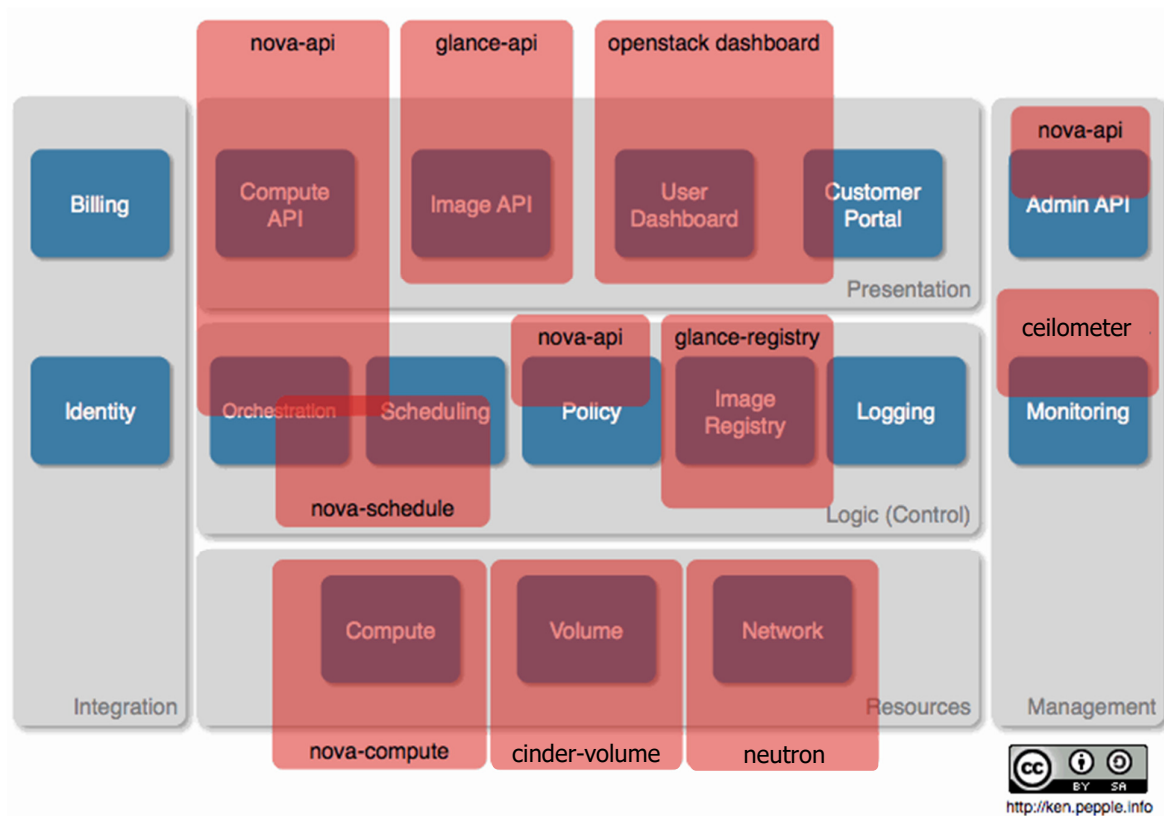 nova-api
glance-api
openstack dashboard
nova-api
Billing
Compute
API
Image API
User
Dashboard
Customer
Portal
Admin API
Presentation
nova-api
glance-registry
ceilometer
Identity
Orchestration
Scheduling
Policy
Image
Registry
Logging
Monitoring
nova-schedule
Logic (Control)
Compute
Volume
Network
Integration
Resources
Management
nova-compute
cinder-volume
neutron
cc
BY
SA
http://ken.pepple.info